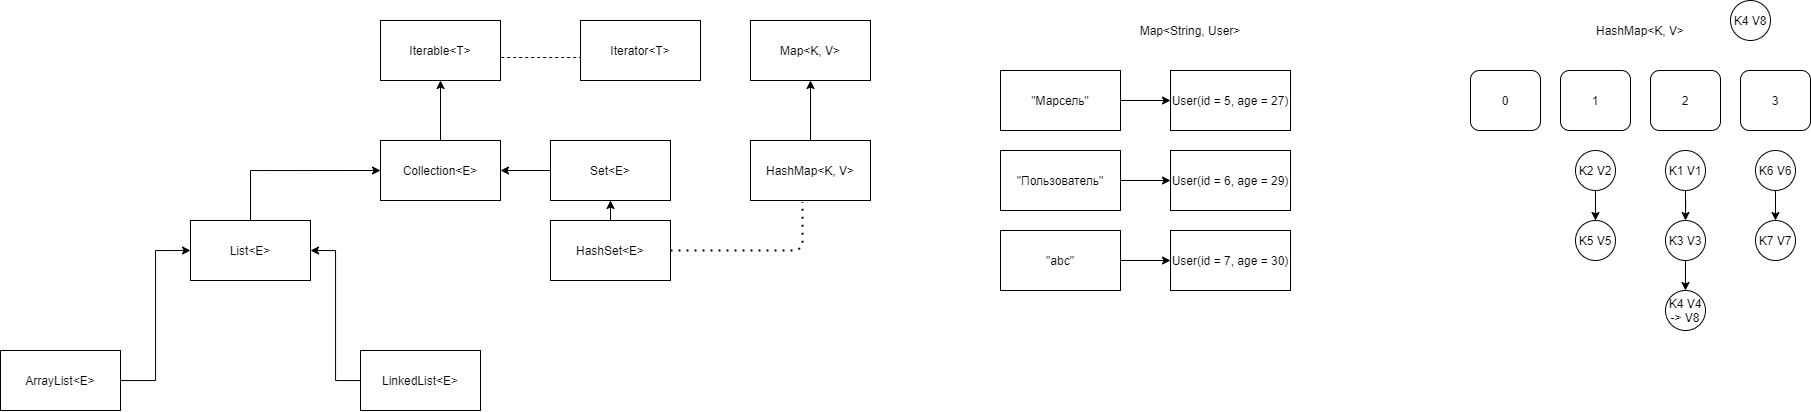 Iterable<T>
Iterator<T>
Map<K, V>
Collection<E>
Set<E>
HashMap<K, V>
List<E>
HashSet<E>
ArrayList<E>
LinkedList<E>
Map<String, User>
"Марсель"
User(id = 5, age = 27)
"Пользователь"
User(id = 6, age = 29)
"abc"
User(id = 7, age = 30)
HashMap<K, V>
K4 V8
0
1
2
3
K2 V2
K1 V1
K6 V6
K5 V5
K3 V3
K7 V7
K4 V4
-> V8